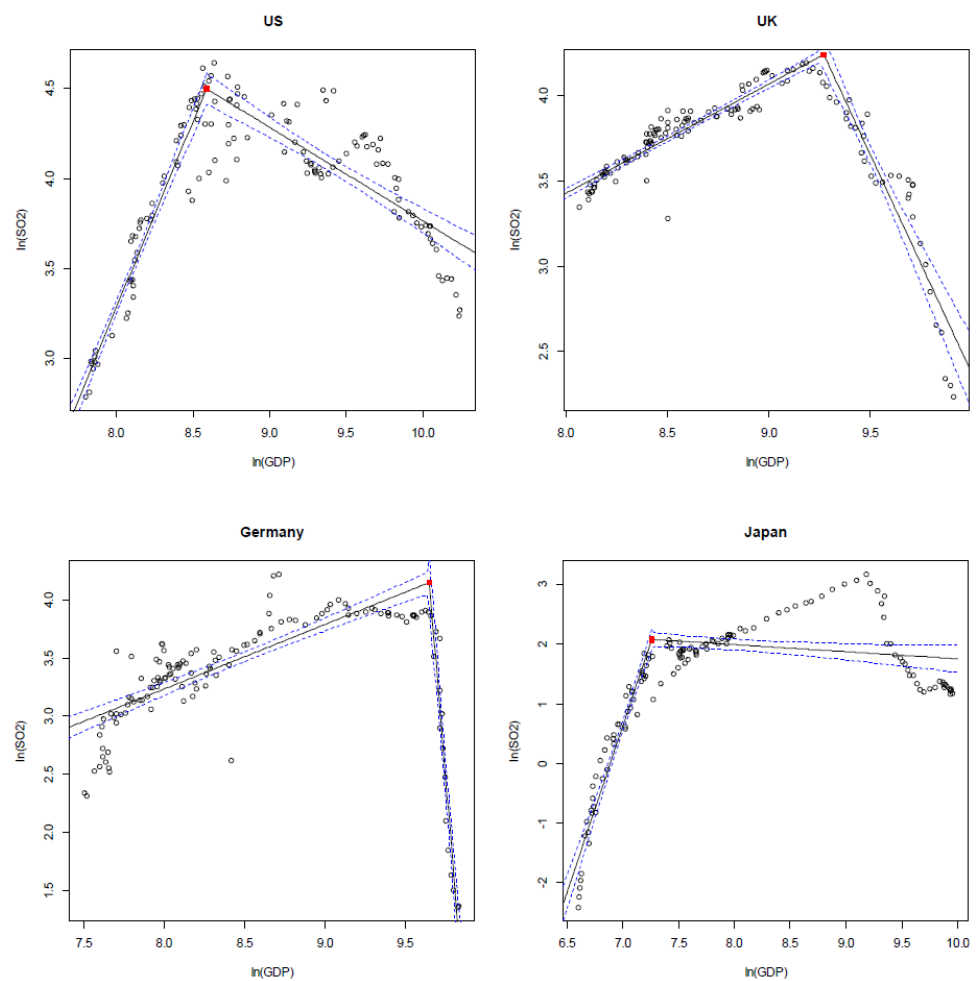 US
ln(SO2)
4.5
4.0
3.5
3.0
8.0 8.5 9.0 9.5 10.0
ln(GDP)
UK
ln(SO2)
4.0
3.5
3.0
2.5
8.0 8.5 9.0 9.5
ln(GDP)
Germany
ln(SO2)
4.0
3.5
3.0
2.5
2.0
1.5
7.5 8.0 8.5 9.0 9.5
ln(GDP)
Japan
ln(SO2)
3
2
1
0
-1
-2
6.5 7.0 7.5 8.0 8.5 9.0 9.5 10.0
ln(GDP)